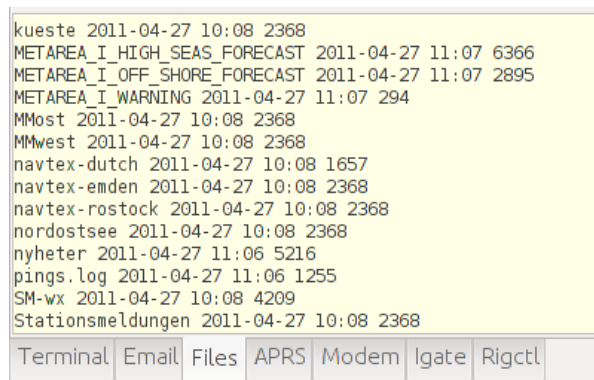 kueste 2011-04-27 10:08 2368
METAREA_I_HIGH_SEAS_FORECAST 2011-04-27 11:07 6366
METAREA_I_OFF_SHORE_FORECAST 2011-04-27 11:07 2895
METAREA_I_WARNING 2011-04-27 11:07 294
MMost 2011-04-27 10:08 2368
MMwest 2011-04-27 10:08 2368
navtex-dutch 2011-04-27 10:08 1657
navtex-emden 2011-04-27 10:08 2368
navtex-rostock 2011-04-27 10:08 2368
nordostsee 2011-04-27 10:08 2368
nyheter 2011-04-27 11:06 5216
pings.log 2011-04-27 11:06 1255
SM-wx 2011-04-27 10:08 4209
Stationsmeldungen 2011-04-27 10:08 2368
Terminal Email Files APRS Modem Igate Rigctl